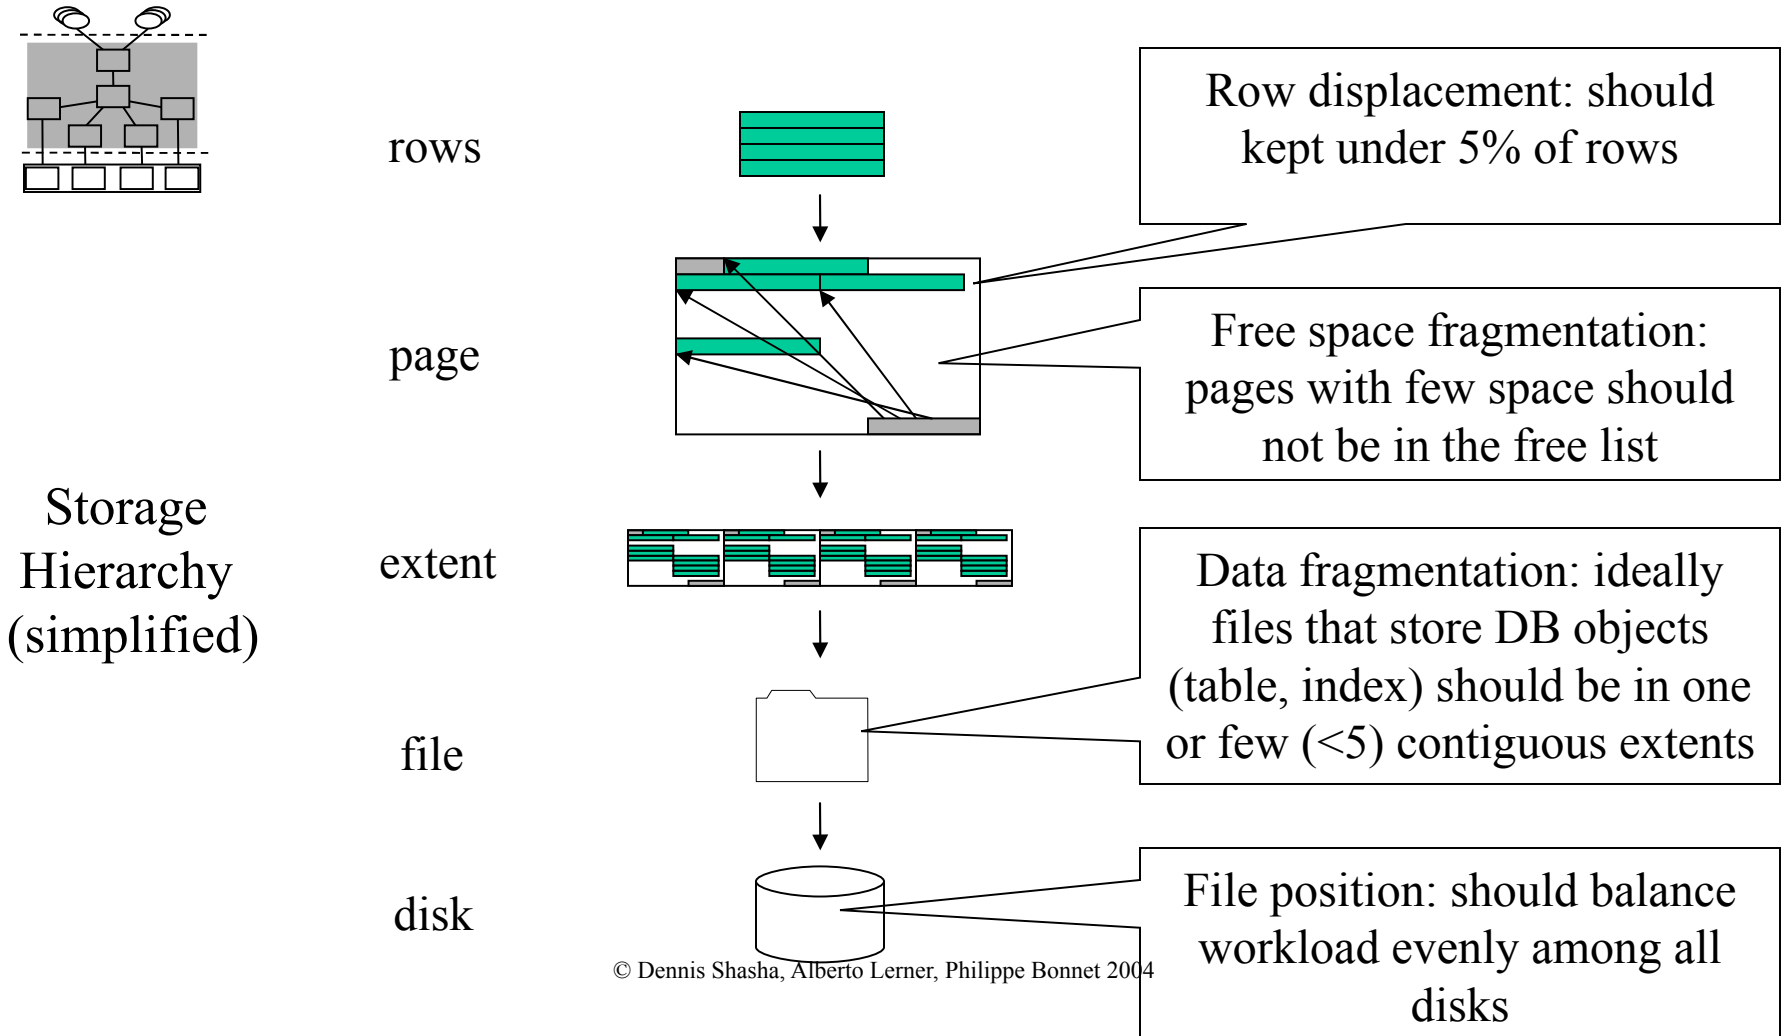 Storage
Hierarchy
(simplified)
rows
page
extent
file
disk
Row displacement: should
kept under 5% of rows
Free space fragmentation:
pages with few space should
not be in the free list
Data fragmentation: ideally
files that store DB objects
(table, index) should be in one
or few (<5) contiguous extents
File position: should balance
workload evenly among all
disks
© Dennis Shasha, Alberto Lerner, Philippe Bonnet 2004